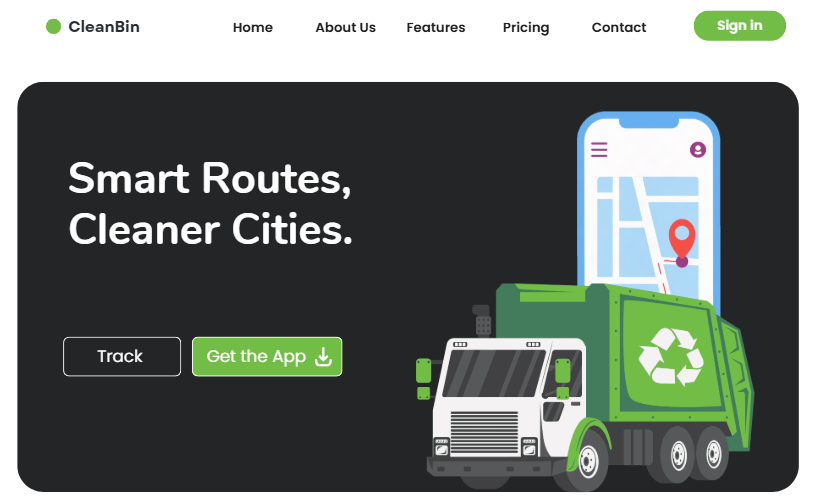 CleanBin
Home
About Us
Features
Pricing
Contact
Sign in
Smart Routes,
Cleaner Cities.
Track
Get the App